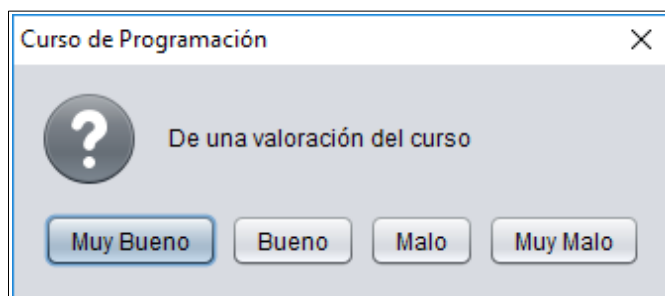 Curso de Programación
De una valoración del curso
Muy Bueno Bueno Malo Muy Malo